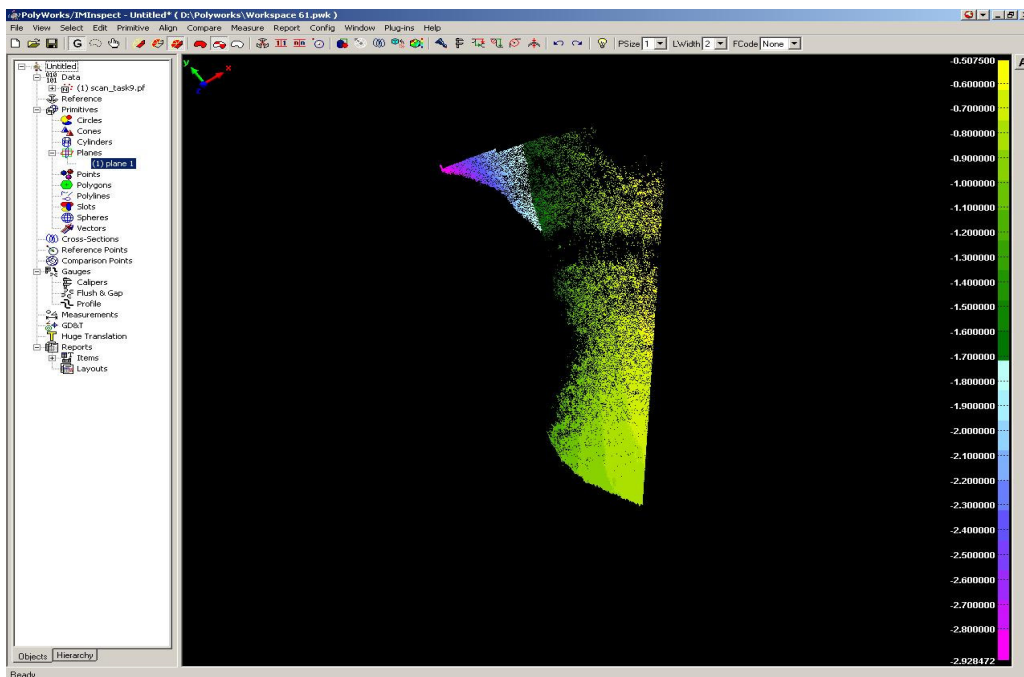 PolyWorks/IMInspect - Untitled* ( D:\Polyworks\Workspace 61.pwk )
File View Select Edit Primitive Align Compare Measure Report Config Window Plug-ins Help
G PSize 1 LWidth 2 FCode None
Untitled
Data
(1) scan_task9.pf
Reference
Primitives
Circles
Cones
Cylinders
Planes
(1) plane 1
Points
Polygons
Polylines
Slots
Spheres
Vectors
Cross-Sections
Reference Points
Comparison Points
Gauges
Calipers
Flush & Gap
Profile
Measurements
GD&T
Huge Translation
Reports
Items
Layouts
Objects Hierarchy
Ready
y
x
z
-0.507500
-0.600000
-0.700000
-0.800000
-0.900000
-1.000000
-1.100000
-1.200000
-1.300000
-1.400000
-1.500000
-1.600000
-1.700000
-1.800000
-1.900000
-2.000000
-2.100000
-2.200000
-2.300000
-2.400000
-2.500000
-2.600000
-2.700000
-2.800000
-2.928472